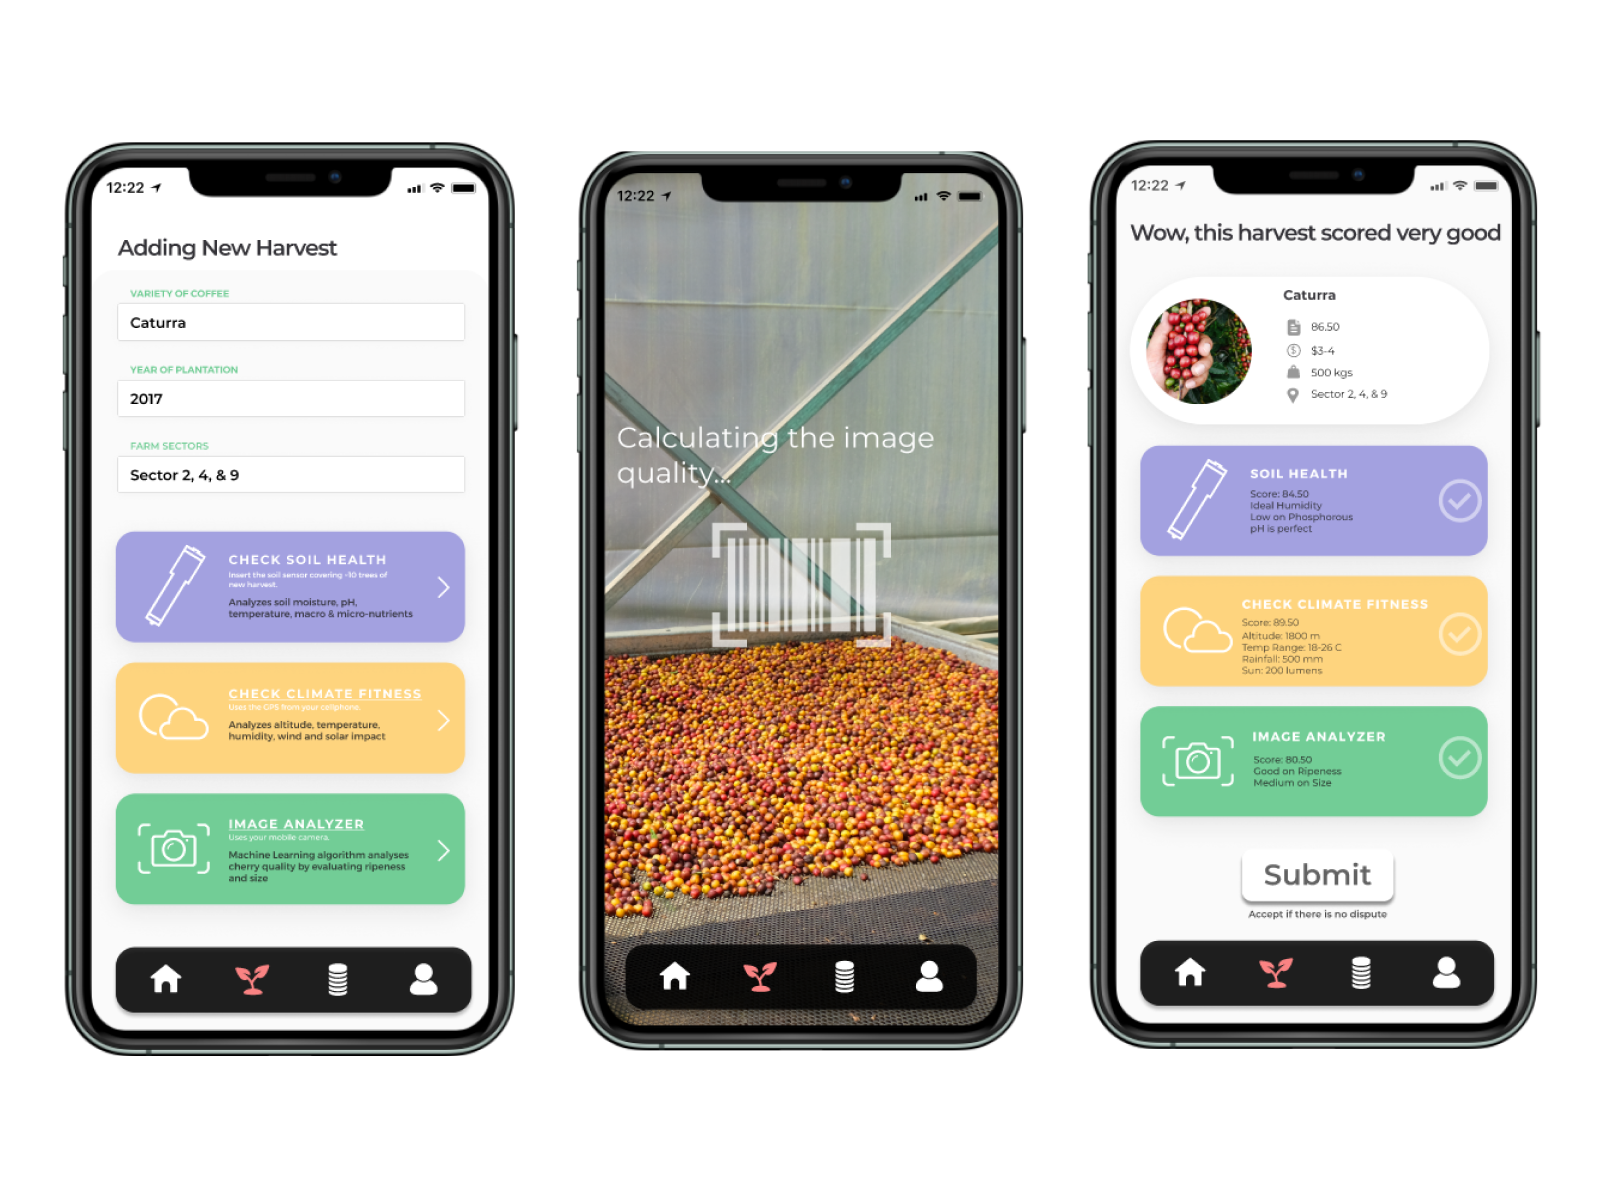 12:22
Adding New Harvest
VARIETY OF COFFEE
Caturra
YEAR OF PLANTATION
2017
FARM SECTORS
Sector 2, 4, & 9
CHECK SOIL HEALTH
Insert the soil sensor covering ~10 trees of
new harvest.
Analyzes soil moisture, pH,
temperature, macro & micro-nutrients
CHECK CLIMATE FITNESS
Uses the GPS from your cellphone.
Analyzes altitude, temperature,
humidity, wind and solar impact
IMAGE ANALYZER
Uses your mobile camera.
Machine Learning algorithm analyses
cherry quality by evaluating ripeness
and size
12:22
Calculating the image
quality...
12:22
Wow, this harvest scored very good
Caturra
86.50
$3-4
500 kgs
Sector 2, 4, & 9
SOIL HEALTH
Score: 84.50
Ideal Humidity
Low on Phosphorous
pH is perfect
CHECK CLIMATE FITNESS
Score: 89.50
Altitude: 1800 m
Temp Range: 18-26 C
Rainfall: 500 mm
Sun: 200 lumens
IMAGE ANALYZER
Score: 80.50
Good on Ripeness
Medium on Size
Submit
Accept if there is no dispute